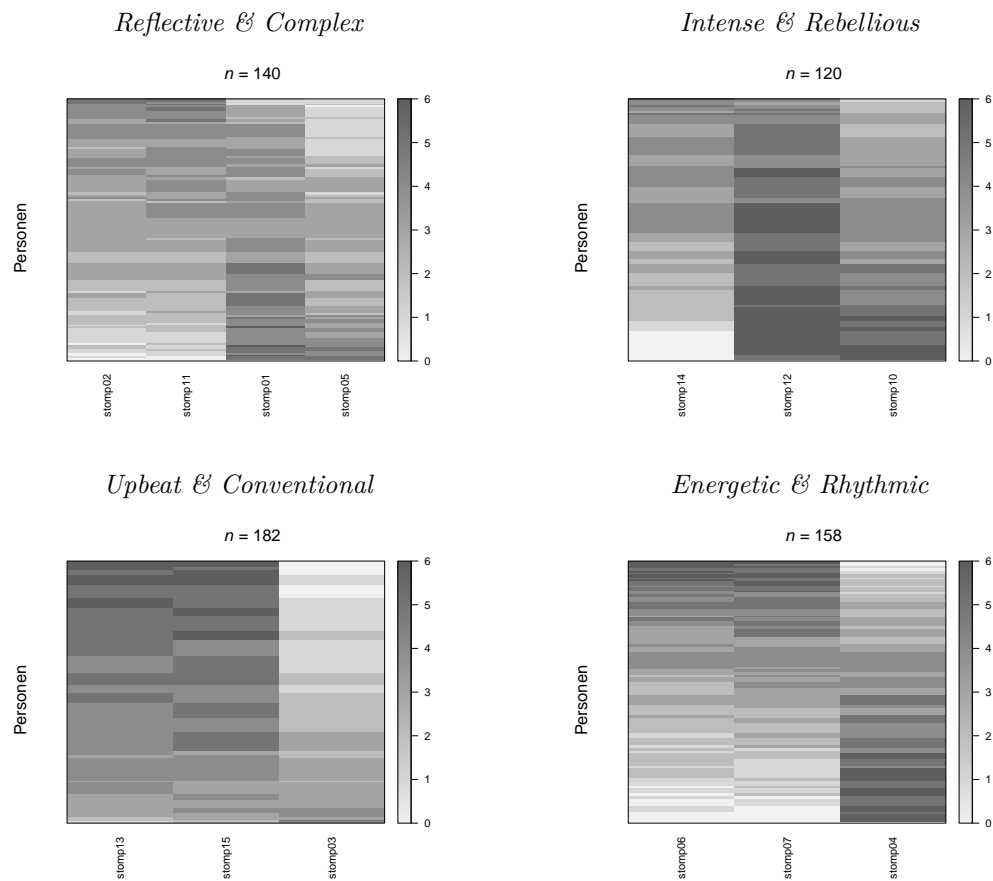 Reflective & Complex
n = 140
Personen
6
5
4
3
2
1
0
stomp02
stomp11
stomp01
stomp05
Intense & Rebellious
n = 120
Personen
6
5
4
3
2
1
0
stomp14
stomp12
stomp10
Upbeat & Conventional
n = 182
Personen
6
5
4
3
2
1
0
stomp13
stomp15
stomp03
Energetic & Rhythmic
n = 158
Personen
6
5
4
3
2
1
0
stomp06
stomp07
stomp04